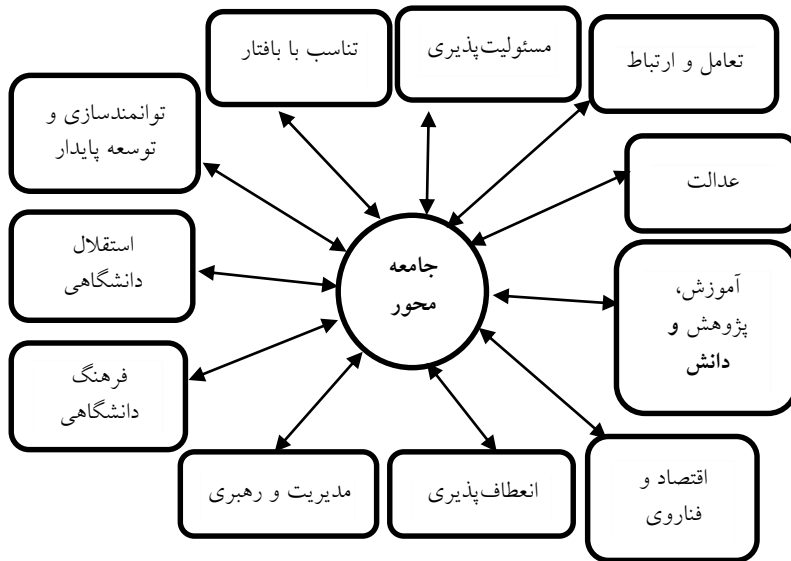 تعامل و ارتباط
مسئولیت‌پذیری
تناسب با بافتار
توانمندسازی و
توسعه پایدار
عدالت
استقلال
دانشگاهی
جامعه
محور
آموزش،
پژوهش و
دانش
فرهنگ
دانشگاهی
اقتصاد و
فناروی
انعطاف‌پذیری
مدیریت و رهبری